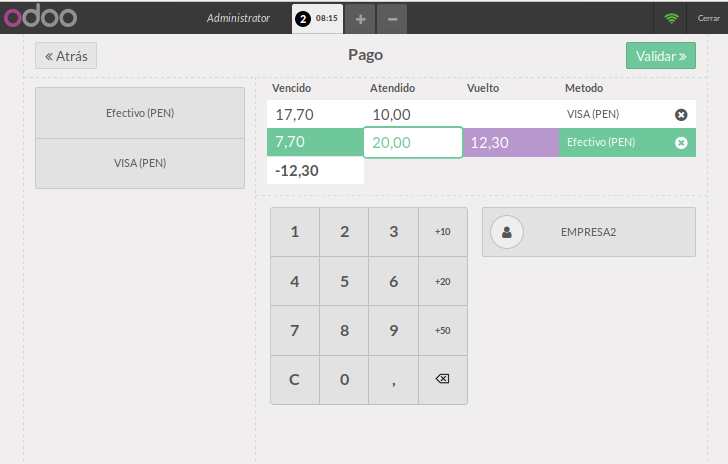 odoo Administrator 2 08:15 Cerrar
« Atrás Pago Validar »
Vencido Atendido Vuelto Metodo
17,70 10,00 VISA (PEN)
7,70 20,00 12,30 Efectivo (PEN)
-12,30
Efectivo (PEN)
VISA (PEN)
1 2 3 +10
4 5 6 +20
7 8 9 +50
C 0 ,
EMPRESA2